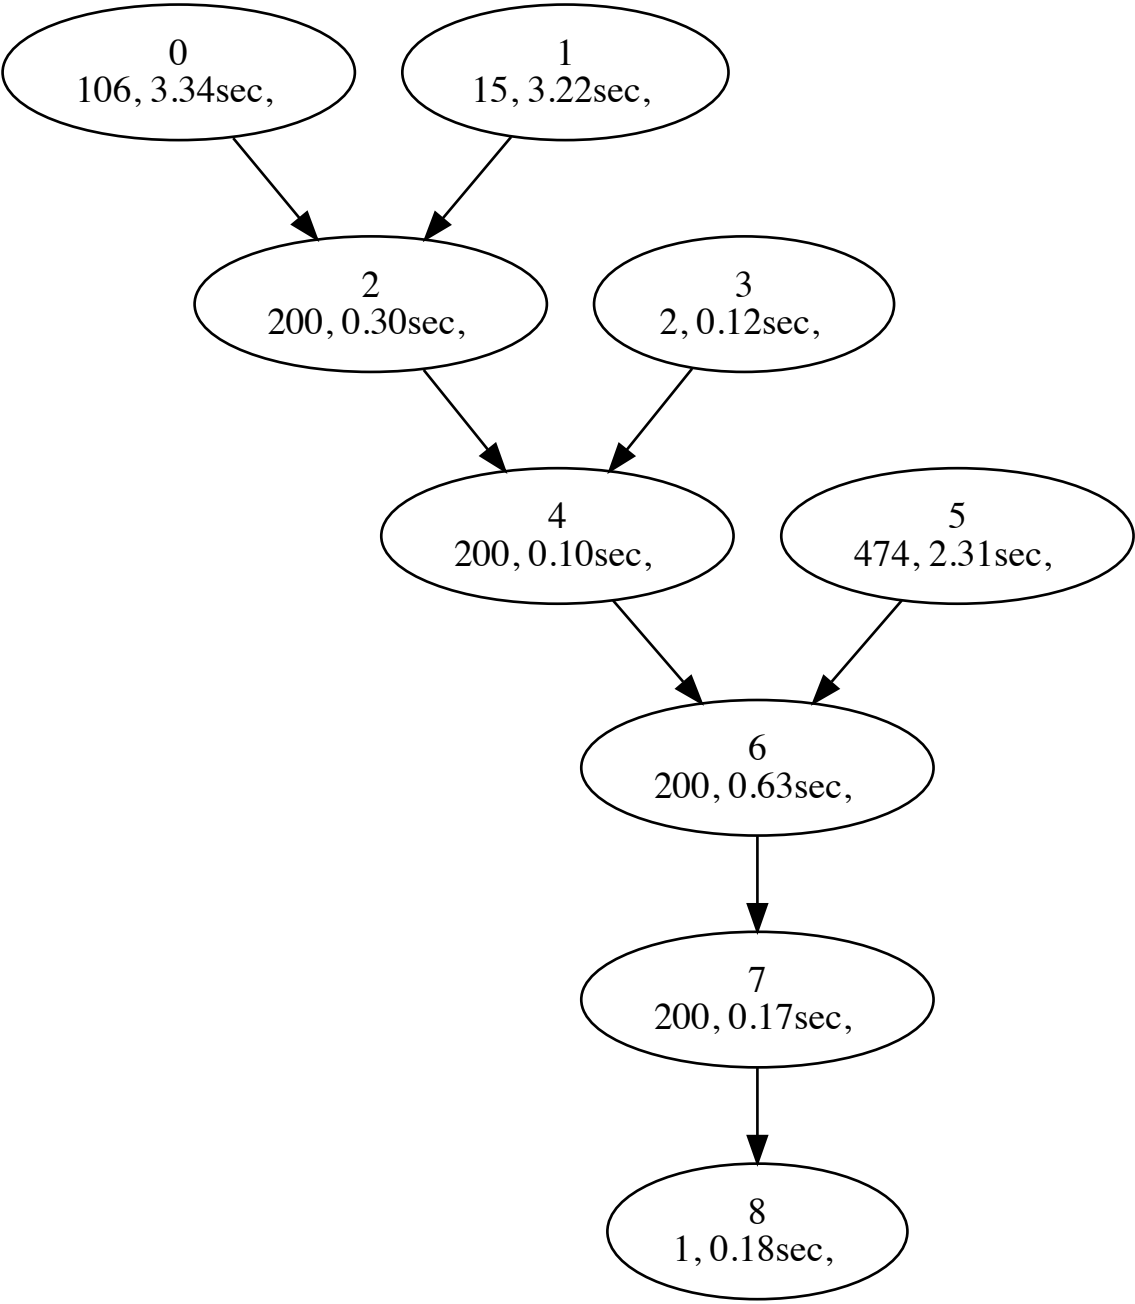 0
106, 3.34sec,
1
15, 3.22sec,
2
200, 0.30sec,
3
2, 0.12sec,
4
200, 0.10sec,
5
474, 2.31sec,
6
200, 0.63sec,
7
200, 0.17sec,
8
1, 0.18sec,